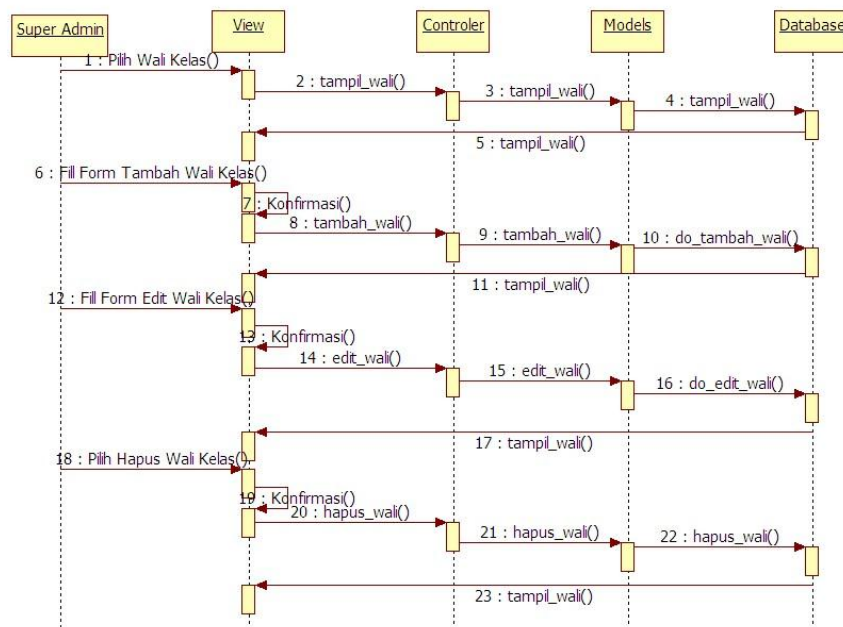 Super Admin
View
Controler
Models
Database
1 : Pilih Wali Kelas()
2 : tampil_wali()
3 : tampil_wali()
4 : tampil_wali()
5 : tampil_wali()
6 : Fill Form Tambah Wali Kelas()
7 : Konfirmasi()
8 : tambah_wali()
9 : tambah_wali()
10 : do_tambah_wali()
11 : tampil_wali()
12 : Fill Form Edit Wali Kelas()
13 : Konfirmasi()
14 : edit_wali()
15 : edit_wali()
16 : do_edit_wali()
17 : tampil_wali()
18 : Pilih Hapus Wali Kelas()
19 : Konfirmasi()
20 : hapus_wali()
21 : hapus_wali()
22 : hapus_wali()
23 : tampil_wali()